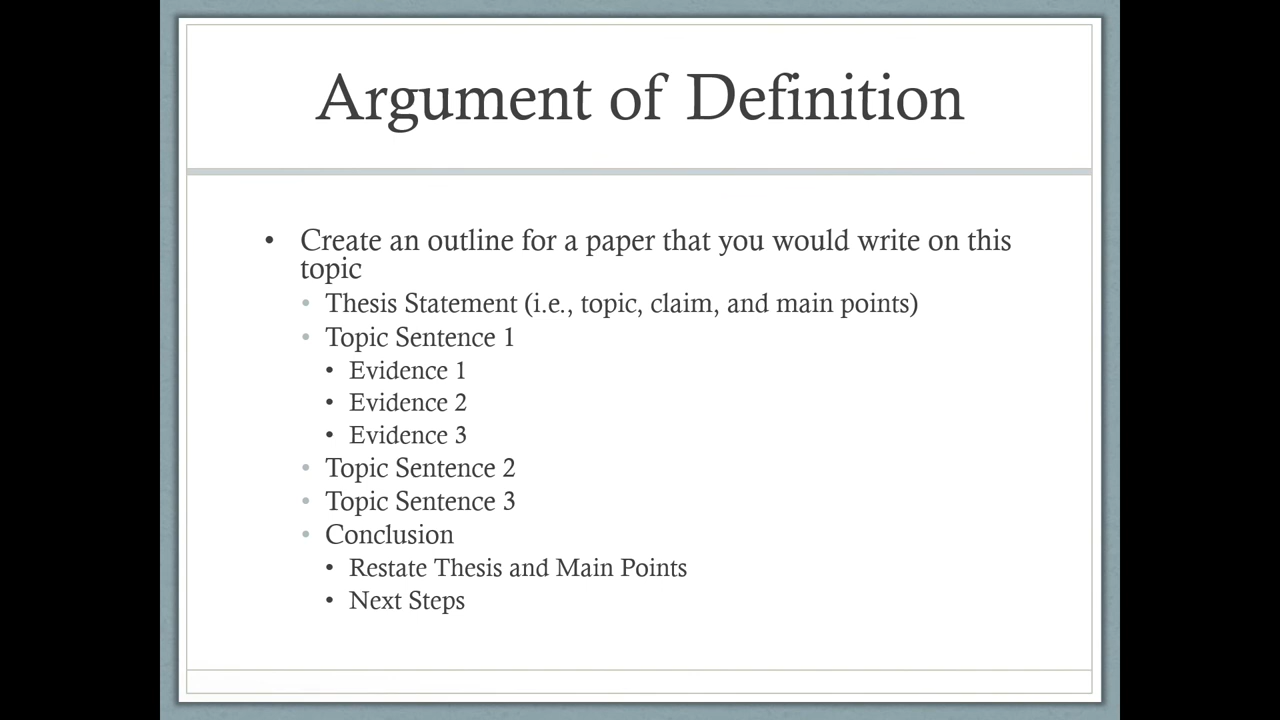 Argument of Definition
• Create an outline for a paper that you would write on this
topic
• Thesis Statement (i.e., topic, claim, and main points)
• Topic Sentence 1
• Evidence 1
• Evidence 2
• Evidence 3
• Topic Sentence 2
• Topic Sentence 3
• Conclusion
• Restate Thesis and Main Points
• Next Steps